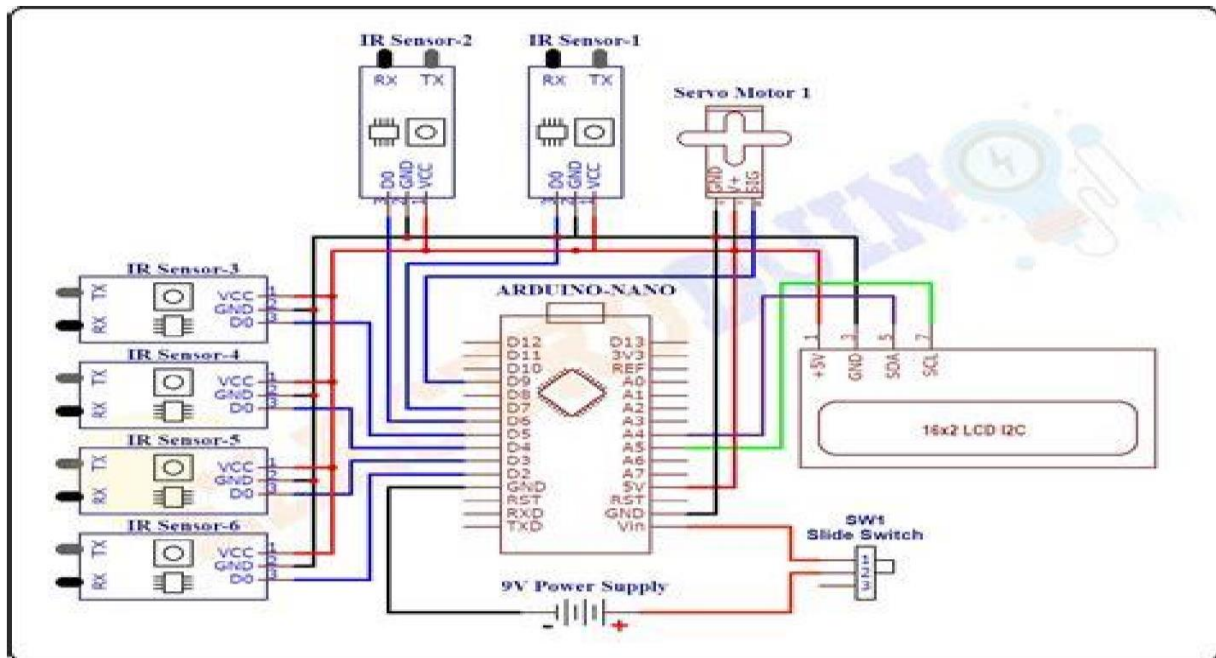 IR Sensor-2
IR Sensor-1
RX TX
RX TX
Servo Motor 1
D0 GND VCC
D0 GND VCC
GND V+ SIG
3 2 1
3 2 1
IR Sensor-3
TX
RX
VCC
GND
D0
IR Sensor-4
TX
RX
VCC
GND
D0
IR Sensor-5
TX
RX
VCC
GND
D0
IR Sensor-6
TX
RX
VCC
GND
D0
ARDUINO-NANO
D12 D13
D11 3V3
D10 REF
D9 A0
D8 A1
D7 A2
D6 A3
D5 A4
D4 A5
D3 A6
D2 A7
GND 5V
RST RST
RXD GND
TXD Vin
1 3 5 7
+5V GND SDA SCL
16x2 LCD I2C
SW1
Slide Switch
1 2 3
9V Power Supply
- +